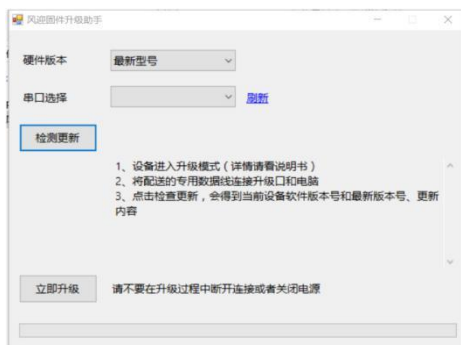 风迎固件升级助手
硬件版本
最新型号
串口选择
刷新
检测更新
1、设备进入升级模式（详情请看说明书）
2、将配送的专用数据线连接升级口和电脑
3、点击检查更新，会得到当前设备软件版本号和最新版本号、更新
内容
立即升级
请不要在升级过程中断开连接或者关闭电源